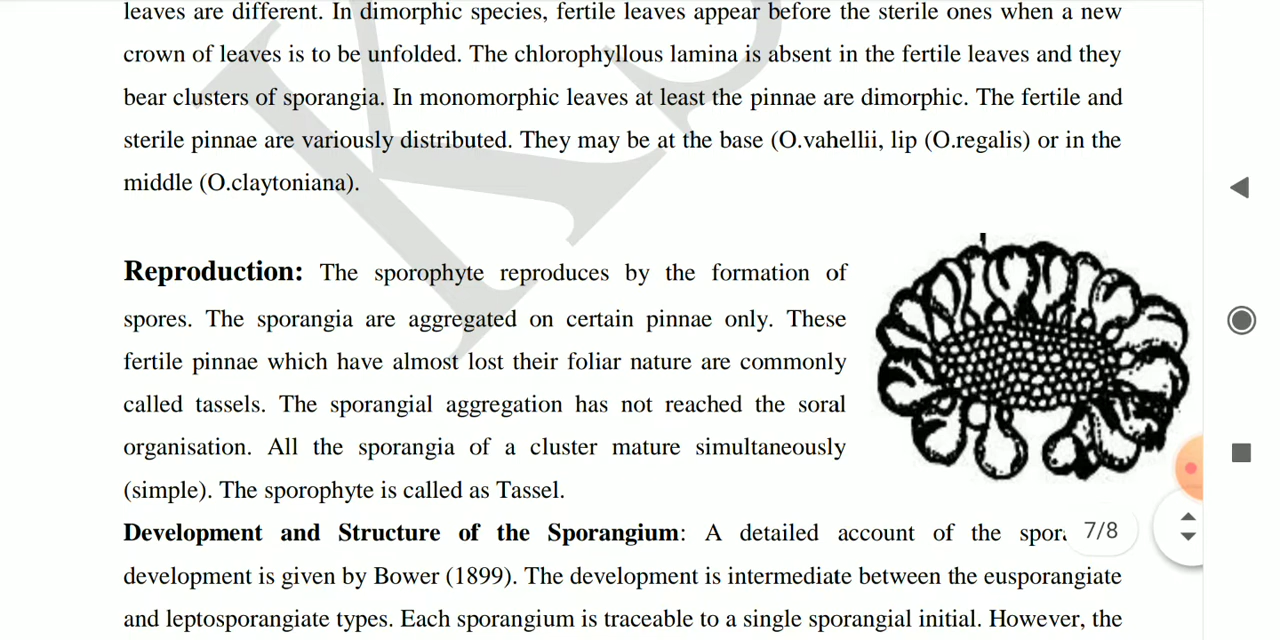 leaves are different. In dimorphic species, fertile leaves appear before the sterile ones when a new
crown of leaves is to be unfolded. The chlorophyllous lamina is absent in the fertile leaves and they
bear clusters of sporangia. In monomorphic leaves at least the pinnae are dimorphic. The fertile and
sterile pinnae are variously distributed. They may be at the base (O.vahellii, lip (O.regalis) or in the
middle (O.claytoniana).
Reproduction: The sporophyte reproduces by the formation of
spores. The sporangia are aggregated on certain pinnae only. These
fertile pinnae which have almost lost their foliar nature are commonly
called tassels. The sporangial aggregation has not reached the soral
organisation. All the sporangia of a cluster mature simultaneously
(simple). The sporophyte is called as Tassel.
Development and Structure of the Sporangium: A detailed account of the
7/8
development is given by Bower (1899). The development is intermediate between the eusporangiate
and leptosporangiate types. Each sporangium is traceable to a single sporangial initial. However, the